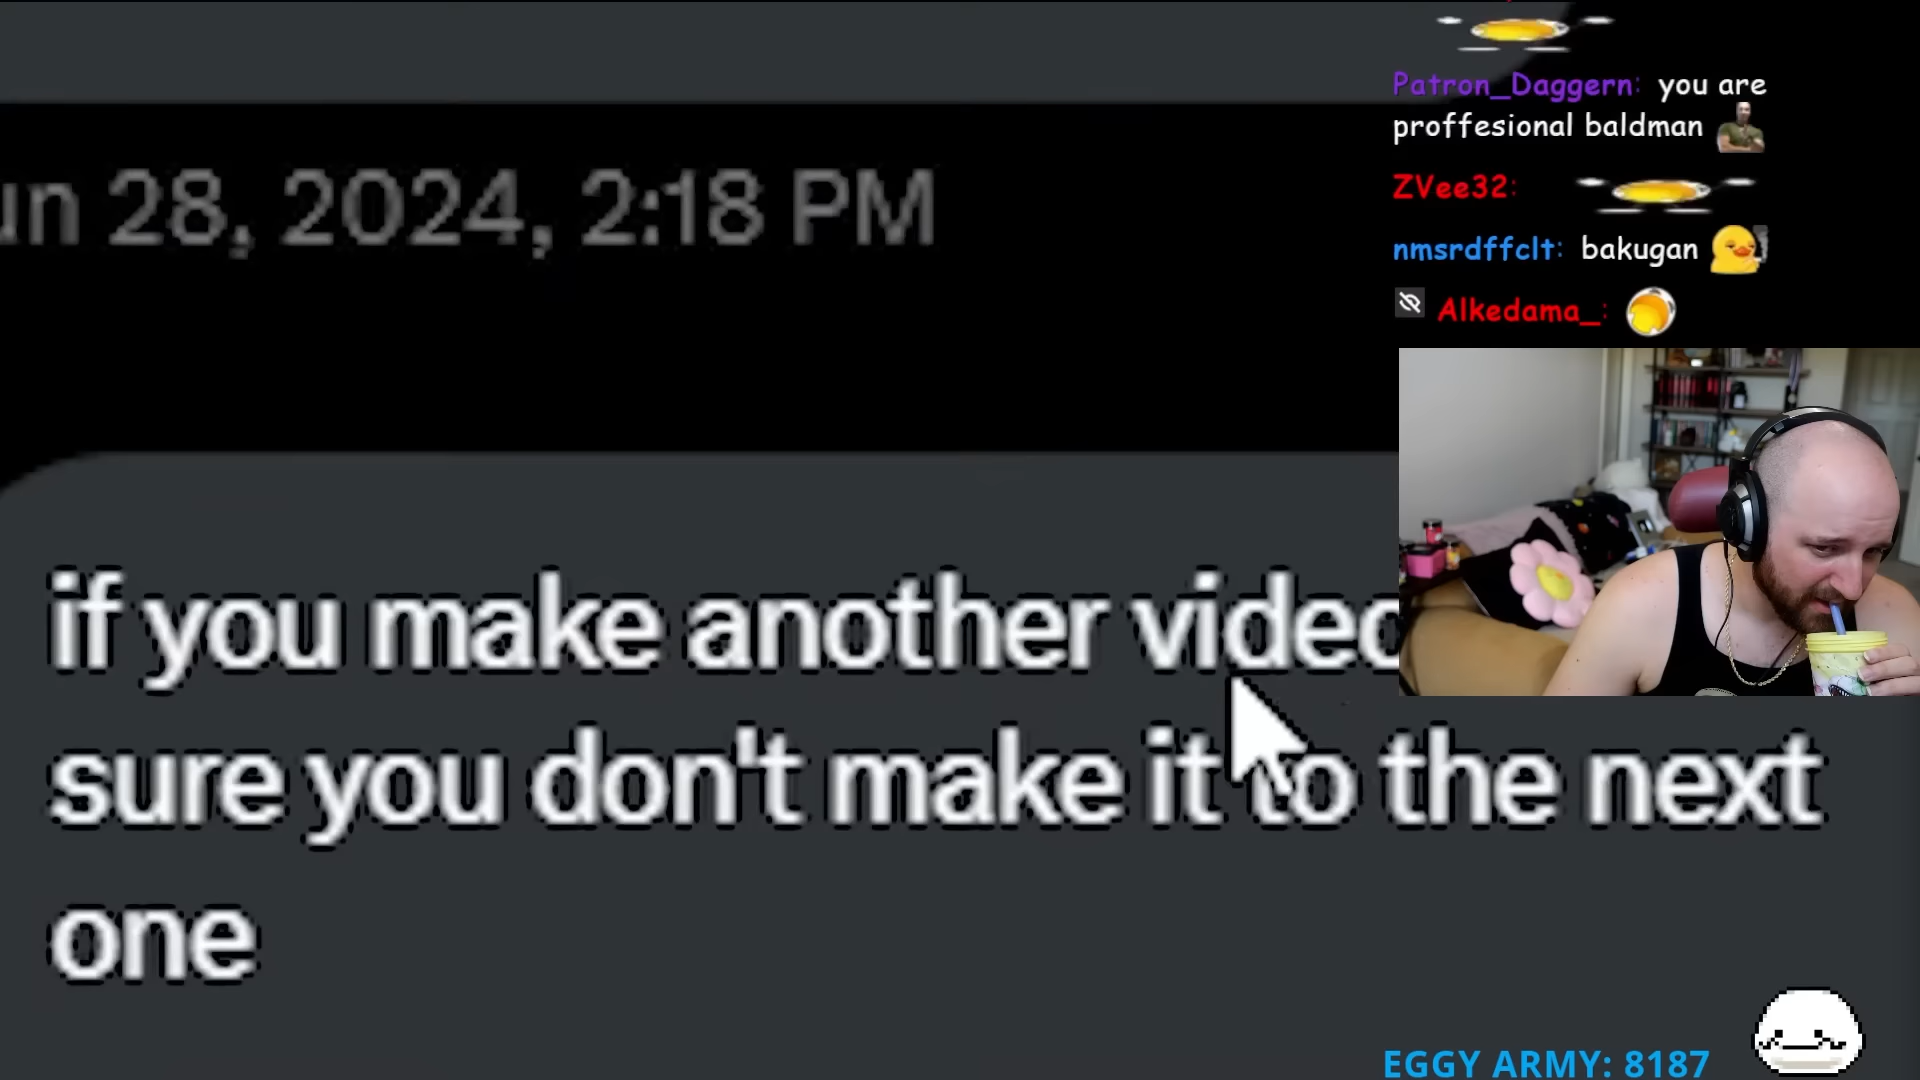 Patron_Daggern: you are
proffesional baldman
ZVee32:
nmsrdffclt: bakugan
Alkedama_:
un 28, 2024, 2:18 PM
if you make another video
sure you don't make it to the next
one
EGGY ARMY: 8187